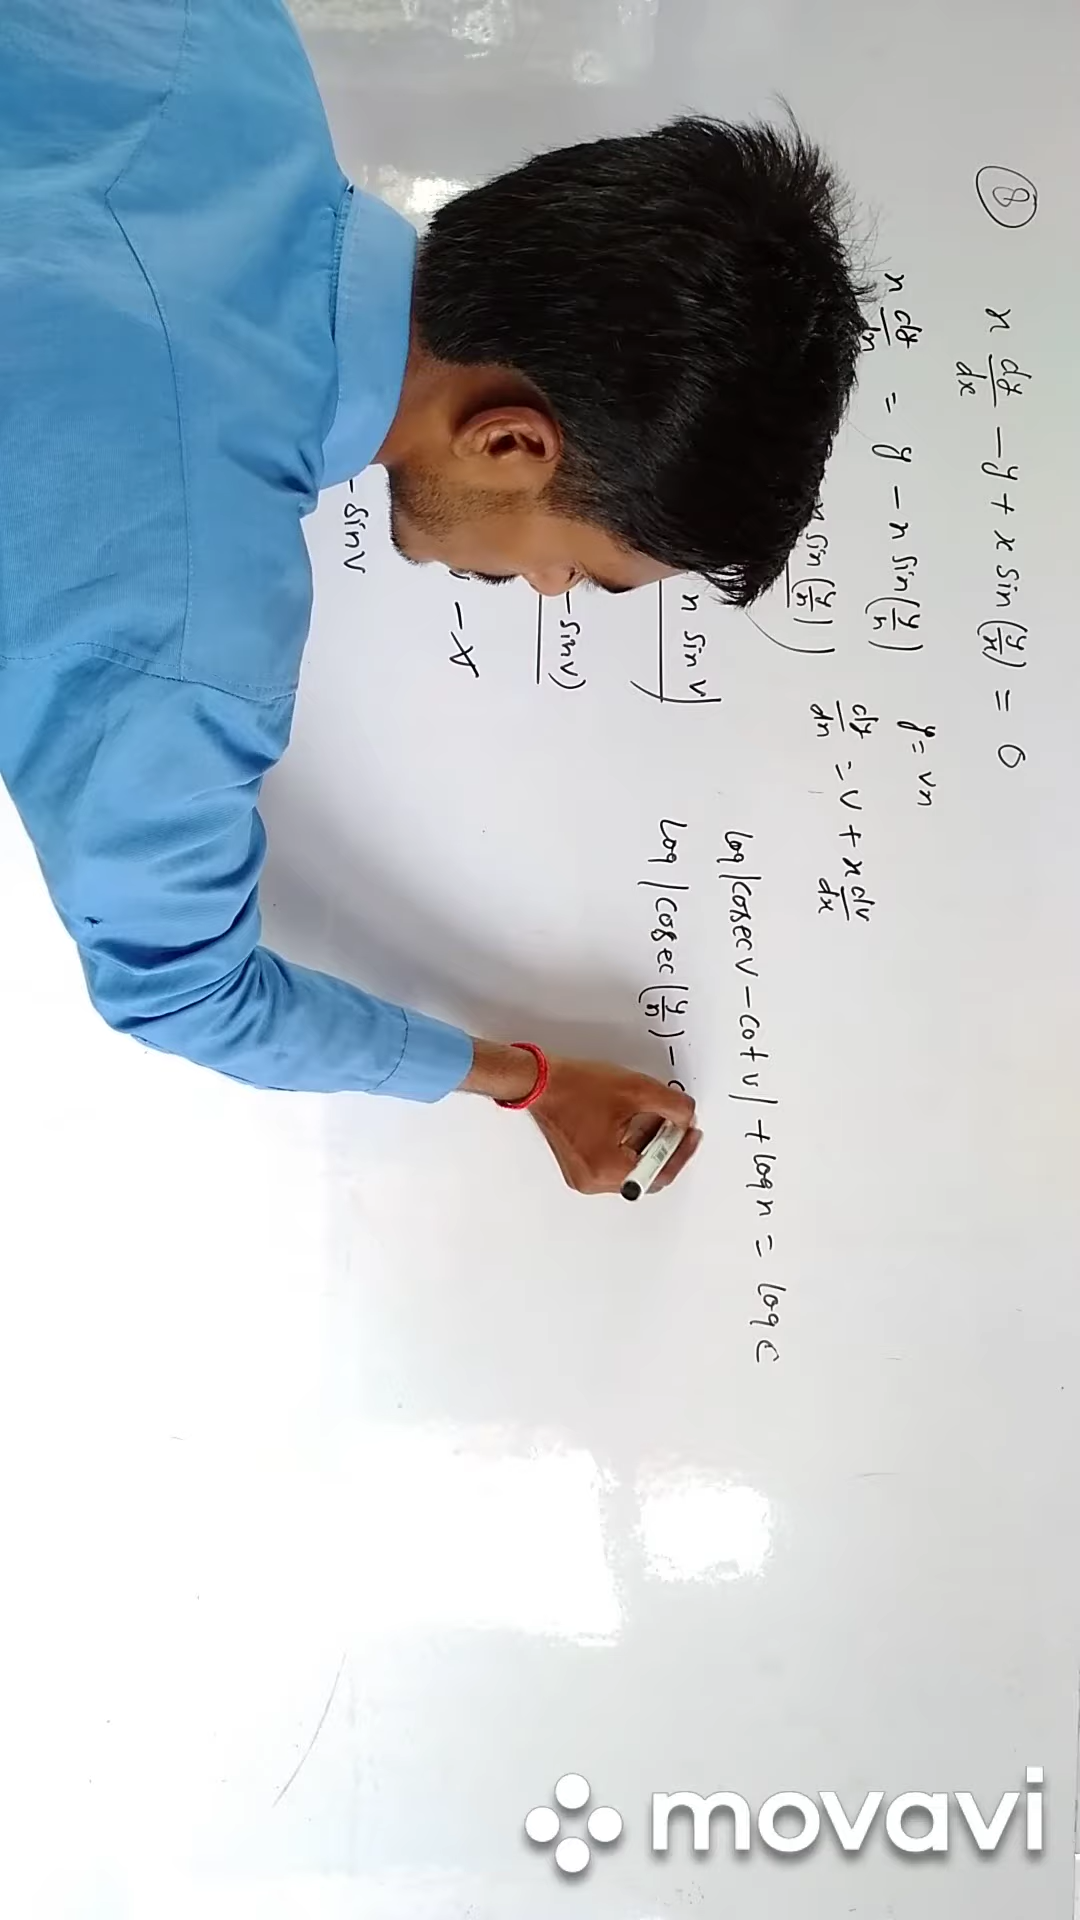 ⑧ x dy/dx - y + x sin(y/x) = 0
x dy/dx = y - x sin(y/x)
y = vx
x sin(y/x)
dy/dx = v + x dv/dx
x sin v
- sin v)
- sin v
log|cosec v - cot v| + log x = log c
log|cosec(y/x) -
movavi